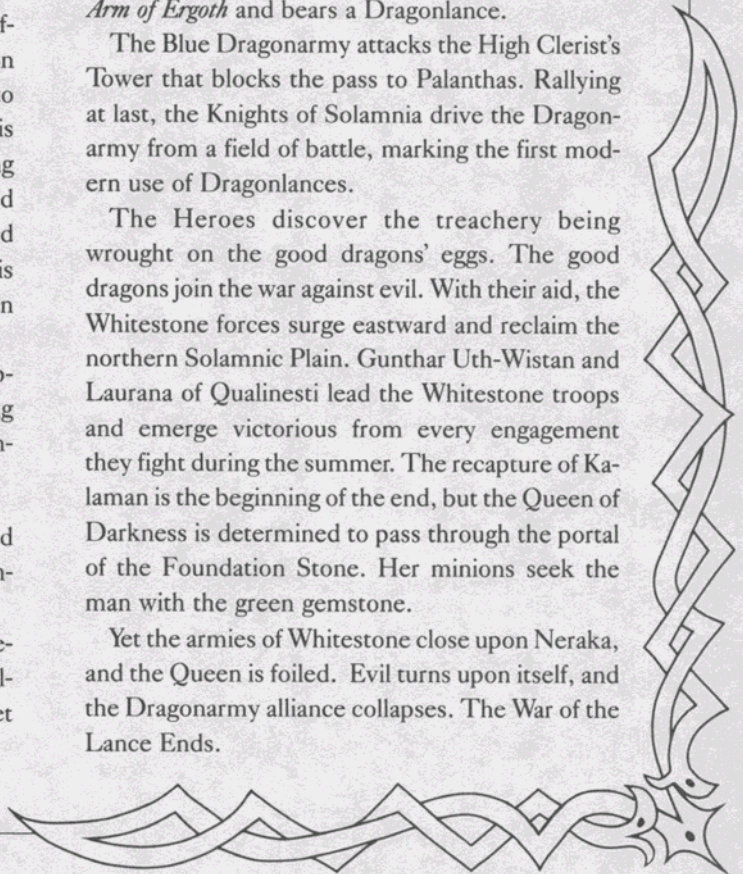 Arm of Ergoth and bears a Dragonlance.
The Blue Dragonarmy attacks the High Clerist's
Tower that blocks the pass to Palanthas. Rallying
at last, the Knights of Solamnia drive the Dragon-
army from a field of battle, marking the first mod-
ern use of Dragonlances.
The Heroes discover the treachery being
wrought on the good dragons' eggs. The good
dragons join the war against evil. With their aid, the
Whitestone forces surge eastward and reclaim the
northern Solamnic Plain. Gunthar Uth-Wistan and
Laurana of Qualinesti lead the Whitestone troops
and emerge victorious from every engagement
they fight during the summer. The recapture of Ka-
laman is the beginning of the end, but the Queen of
Darkness is determined to pass through the portal
of the Foundation Stone. Her minions seek the
man with the green gemstone.
Yet the armies of Whitestone close upon Neraka,
and the Queen is foiled. Evil turns upon itself, and
the Dragonarmy alliance collapses. The War of the
Lance Ends.